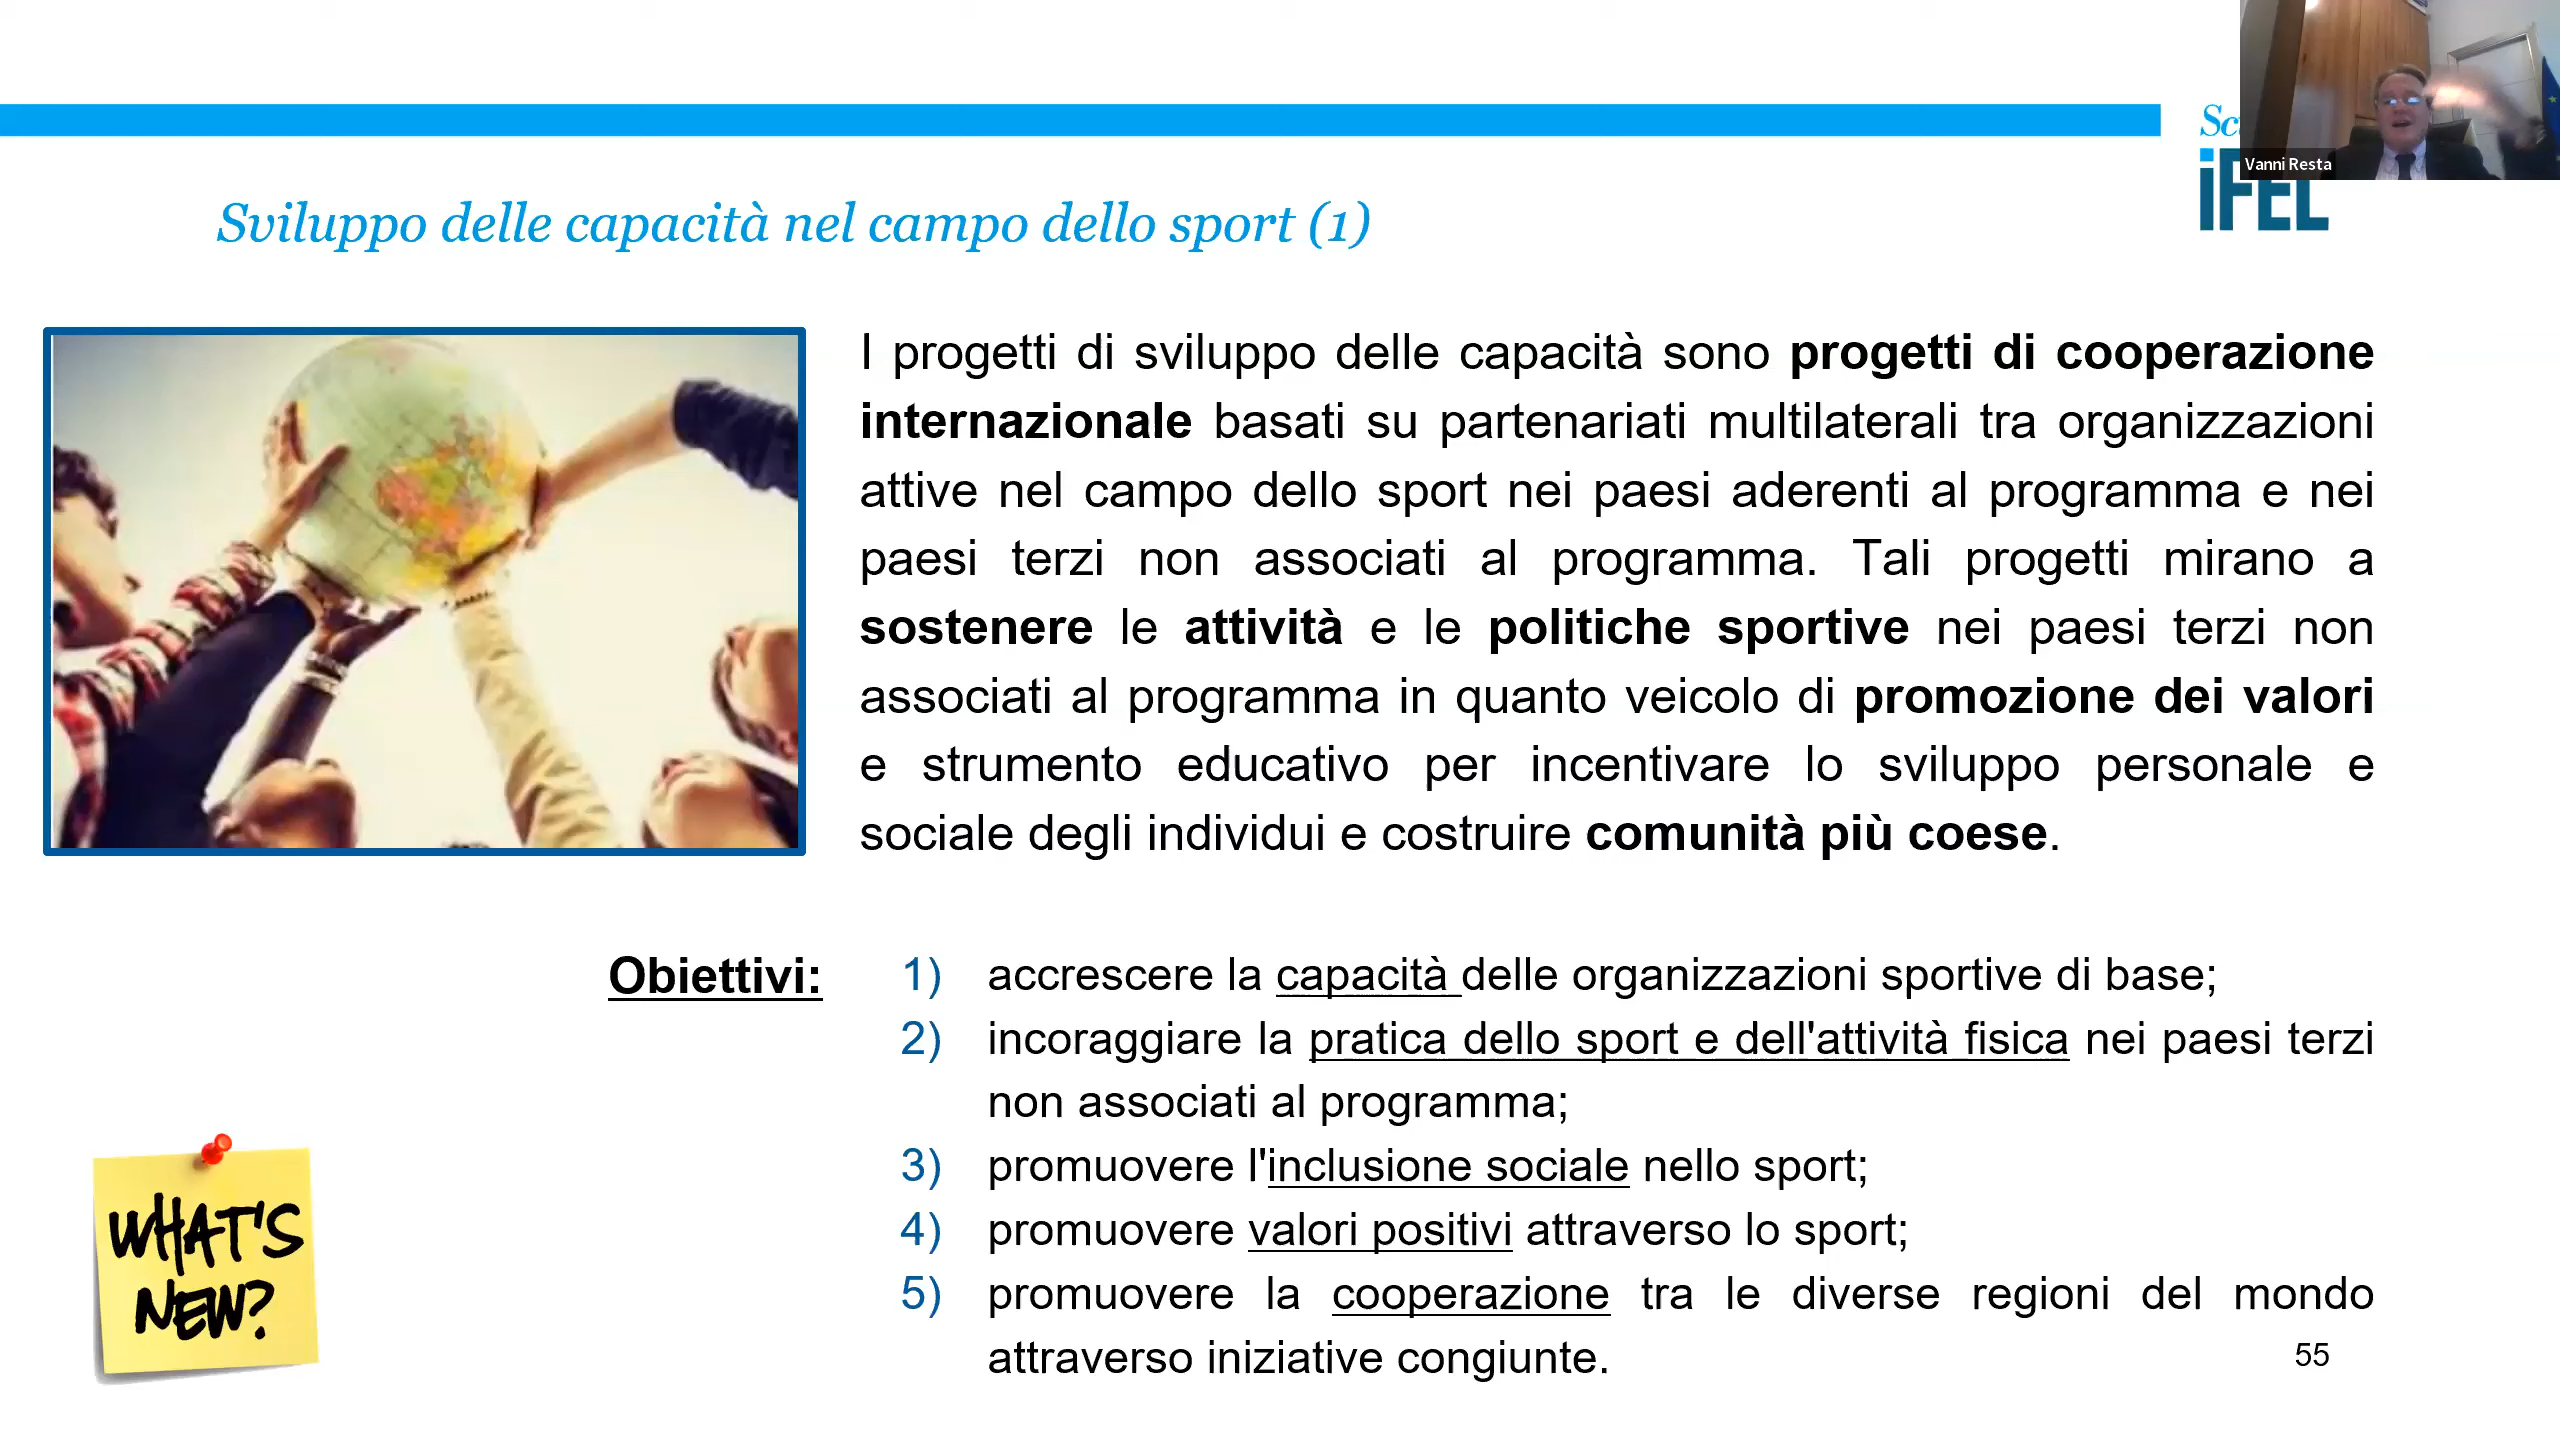 Vanni Resta
iFEL
Sviluppo delle capacità nel campo dello sport (1)
I progetti di sviluppo delle capacità sono progetti di cooperazione
internazionale basati su partenariati multilaterali tra organizzazioni
attive nel campo dello sport nei paesi aderenti al programma e nei
paesi terzi non associati al programma. Tali progetti mirano a
sostenere le attività e le politiche sportive nei paesi terzi non
associati al programma in quanto veicolo di promozione dei valori
e strumento educativo per incentivare lo sviluppo personale e
sociale degli individui e costruire comunità più coese.
Obiettivi:
1) accrescere la capacità delle organizzazioni sportive di base;
2) incoraggiare la pratica dello sport e dell'attività fisica nei paesi terzi
non associati al programma;
3) promuovere l'inclusione sociale nello sport;
4) promuovere valori positivi attraverso lo sport;
5) promuovere la cooperazione tra le diverse regioni del mondo
attraverso iniziative congiunte.
WHAT'S
NEW?
55